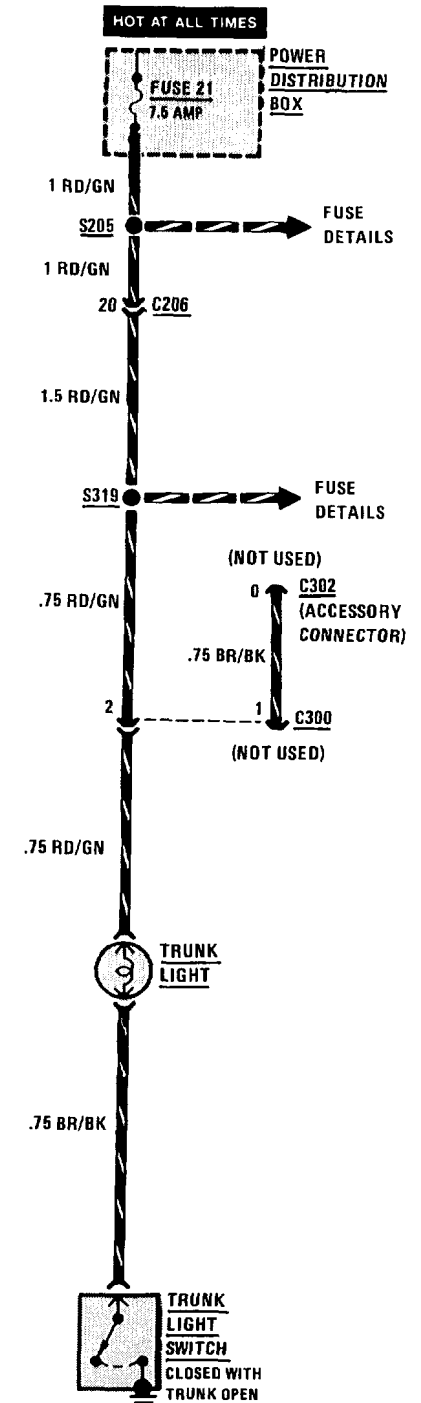 HOT AT ALL TIMES
FUSE 21
7.5 AMP
POWER
DISTRIBUTION
BOX
1 RD/GN
S205
FUSE
DETAILS
1 RD/GN
20
C206
1.5 RD/GN
S319
FUSE
DETAILS
(NOT USED)
0
C302
(ACCESSORY
CONNECTOR)
.75 RD/GN
.75 BR/BK
2
1
C300
(NOT USED)
.75 RD/GN
TRUNK
LIGHT
.75 BR/BK
TRUNK
LIGHT
SWITCH
CLOSED WITH
TRUNK OPEN